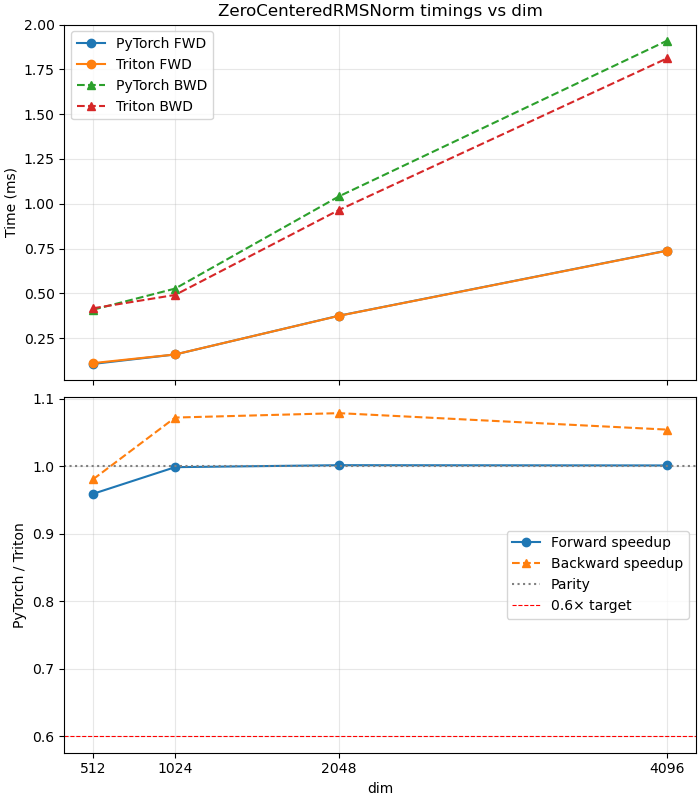 ZeroCenteredRMSNorm timings vs dim
2.00
1.75
1.50
1.25
1.00
0.75
0.50
0.25
Time (ms)
PyTorch FWD
Triton FWD
PyTorch BWD
Triton BWD
1.1
1.0
0.9
0.8
0.7
0.6
PyTorch / Triton
Forward speedup
Backward speedup
Parity
0.6× target
512 1024 2048 4096
dim